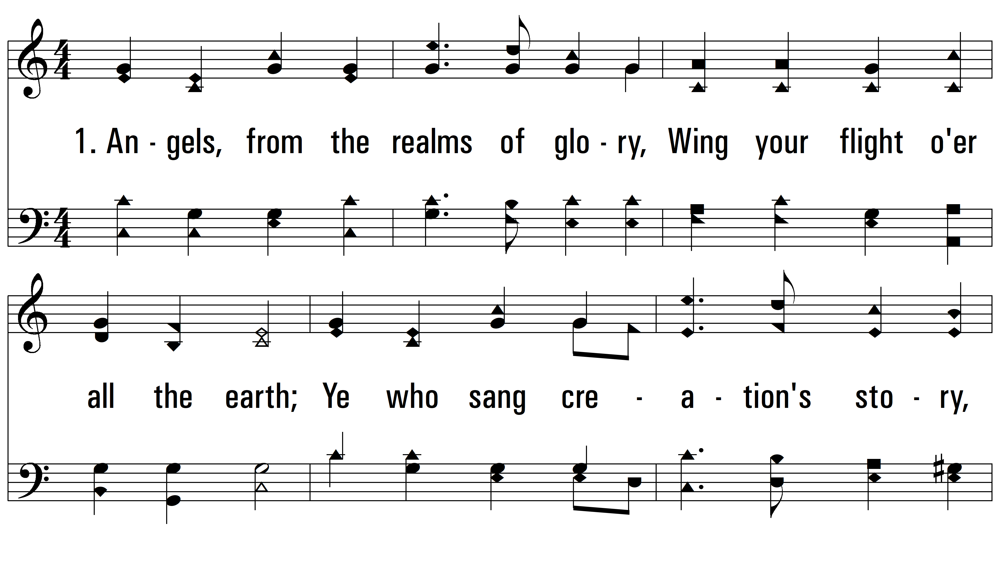 1. An - gels, from the realms of glo - ry, Wing your flight o'er
all the earth; Ye who sang cre - a - tion's sto - ry,